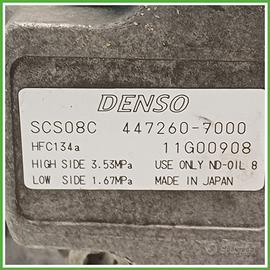 DENSO
SCS08C 447260-7000
HFC134a 11G00908
HIGH SIDE 3.53MPa USE ONLY ND-OIL 8
LOW SIDE 1.67MPa MADE IN JAPAN